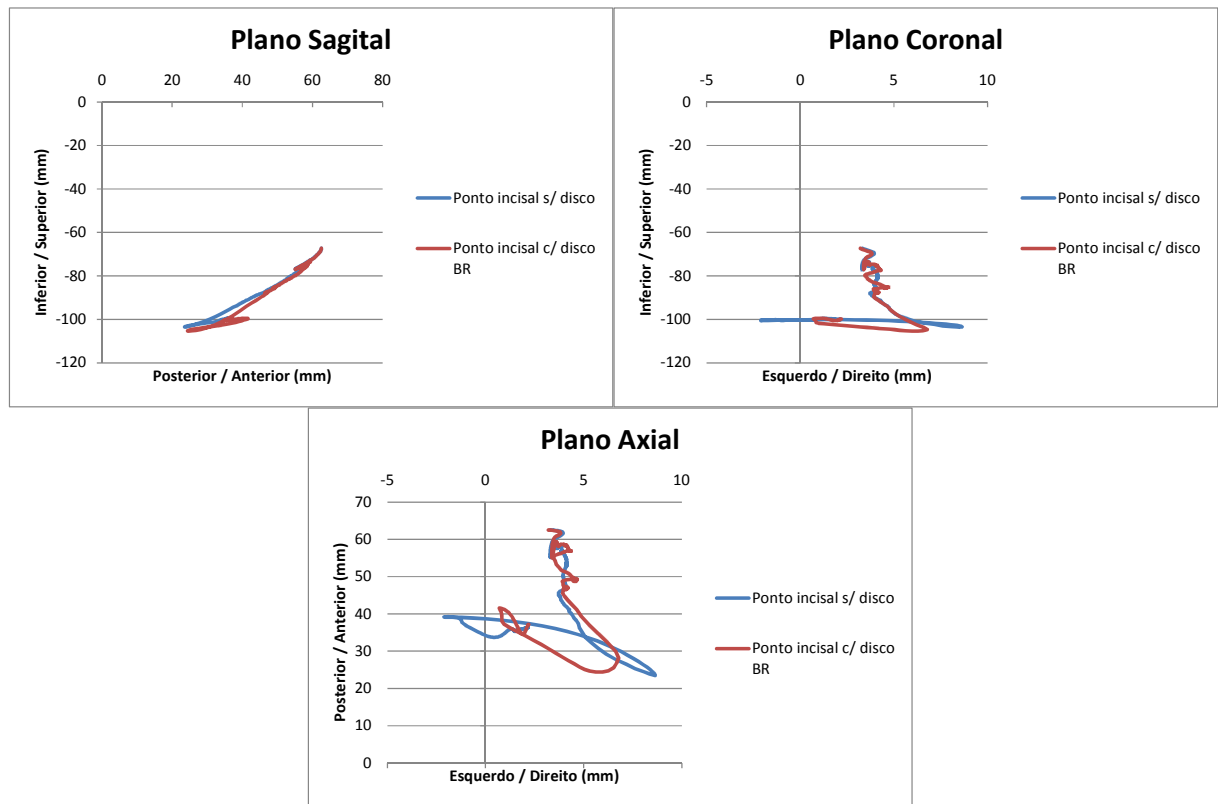 Plano Sagital
0 20 40 60 80
0
-20
-40
-60
-80
-100
-120
Inferior / Superior (mm)
Posterior / Anterior (mm)
Ponto incisal s/ disco
Ponto incisal c/ disco
BR
Plano Coronal
-5 0 5 10
0
-20
-40
-60
-80
-100
-120
Inferior / Superior (mm)
Esquerdo / Direito (mm)
Ponto incisal s/ disco
Ponto incisal c/ disco
BR
Plano Axial
-5 0 5 10
70
60
50
40
30
20
10
0
Posterior / Anterior (mm)
Esquerdo / Direito (mm)
Ponto incisal s/ disco
Ponto incisal c/ disco
BR